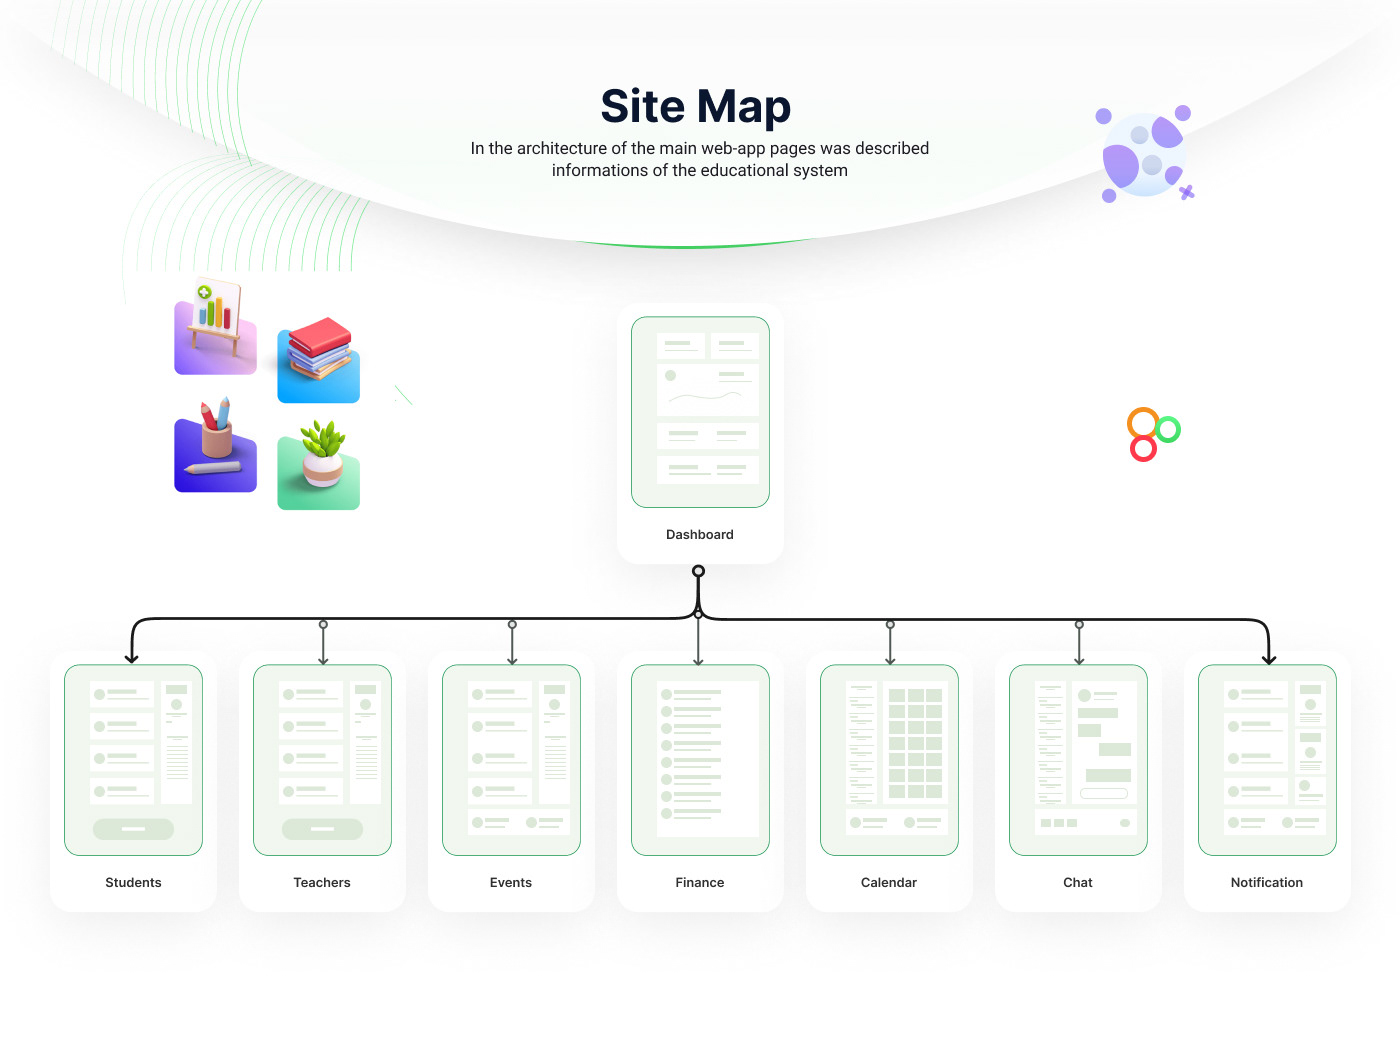 Site Map
In the architecture of the main web-app pages was described
informations of the educational system
Dashboard
Students
Teachers
Events
Finance
Calendar
Chat
Notification